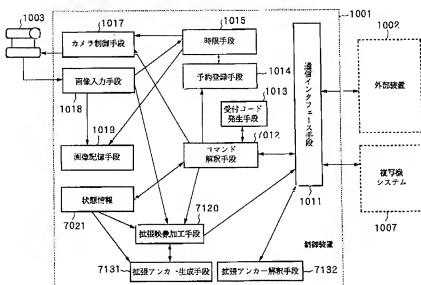 1003
1017
カメラ制御手段
1015
時限手段
1001
1002
画像入力手段
1018
予約登録手段
1014
通信インタフェース手段
外部装置
1013
受付コード
発生手段
1019
画像記憶手段
7012
コマンド
解釈手段
1011
複写機
システム
1007
状態情報
7021
7120
拡張映像加工手段
制御装置
7131
拡張アンカー生成手段
7132
拡張アンカー解釈手段